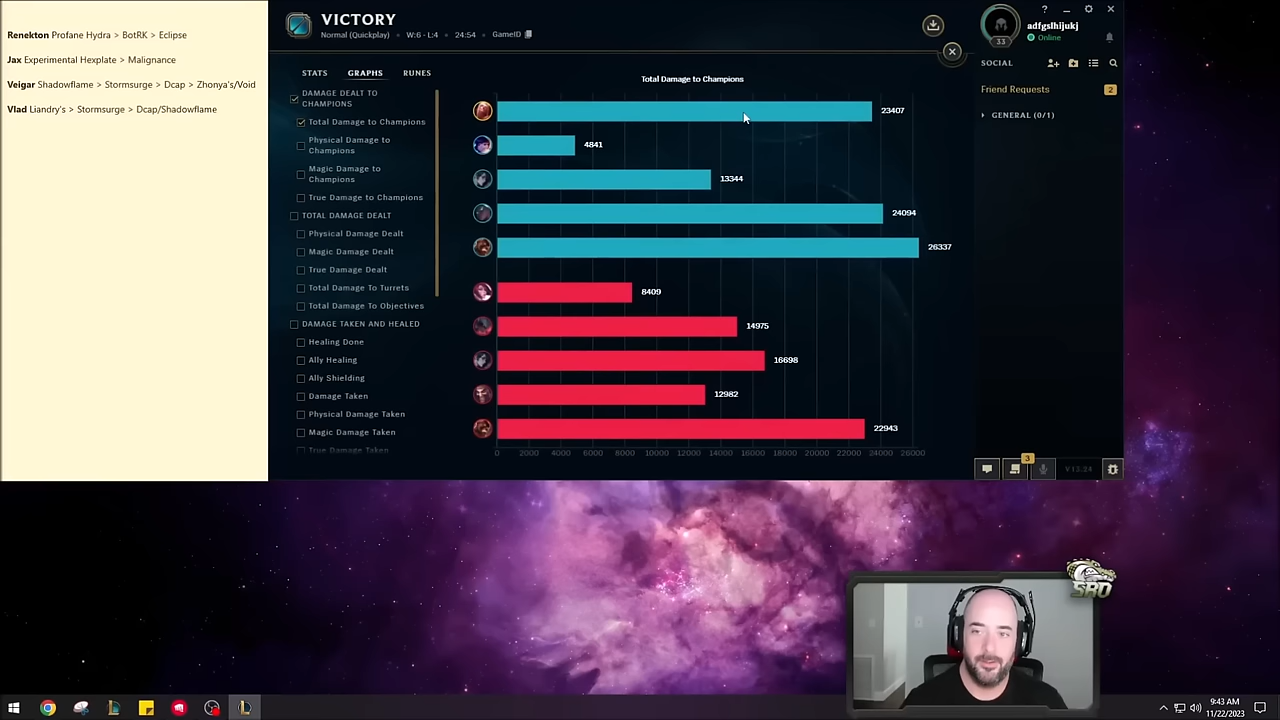 Renekton Profane Hydra > BotRK > Eclipse
Jax Experimental Hexplate > Malignance
Veigar Shadowflame > Stormsurge > Dcap > Zhonya's/Void
Vlad Liandry's > Stormsurge > Dcap/Shadowflame
VICTORY
Normal (Quickplay) • W:6 - L:4 • 24:54 • GameID
STATS GRAPHS RUNES
DAMAGE DEALT TO
CHAMPIONS
Total Damage to Champions
Physical Damage to
Champions
Magic Damage to
Champions
True Damage to Champions
TOTAL DAMAGE DEALT
Physical Damage Dealt
Magic Damage Dealt
True Damage Dealt
Total Damage To Turrets
Total Damage To Objectives
DAMAGE TAKEN AND HEALED
Healing Done
Ally Healing
Ally Shielding
Damage Taken
Physical Damage Taken
Magic Damage Taken
True Damage Taken
Total Damage to Champions
23407
4841
13344
24094
26337
8409
14975
16698
12982
22943
0 2000 4000 6000 8000 10000 12000 14000 16000 18000 20000 22000 24000 26000
33
adfgslhijukj
Online
SOCIAL
Friend Requests 2
GENERAL (0/1)
3
V13.24
SRO
9:43 AM
11/22/2023